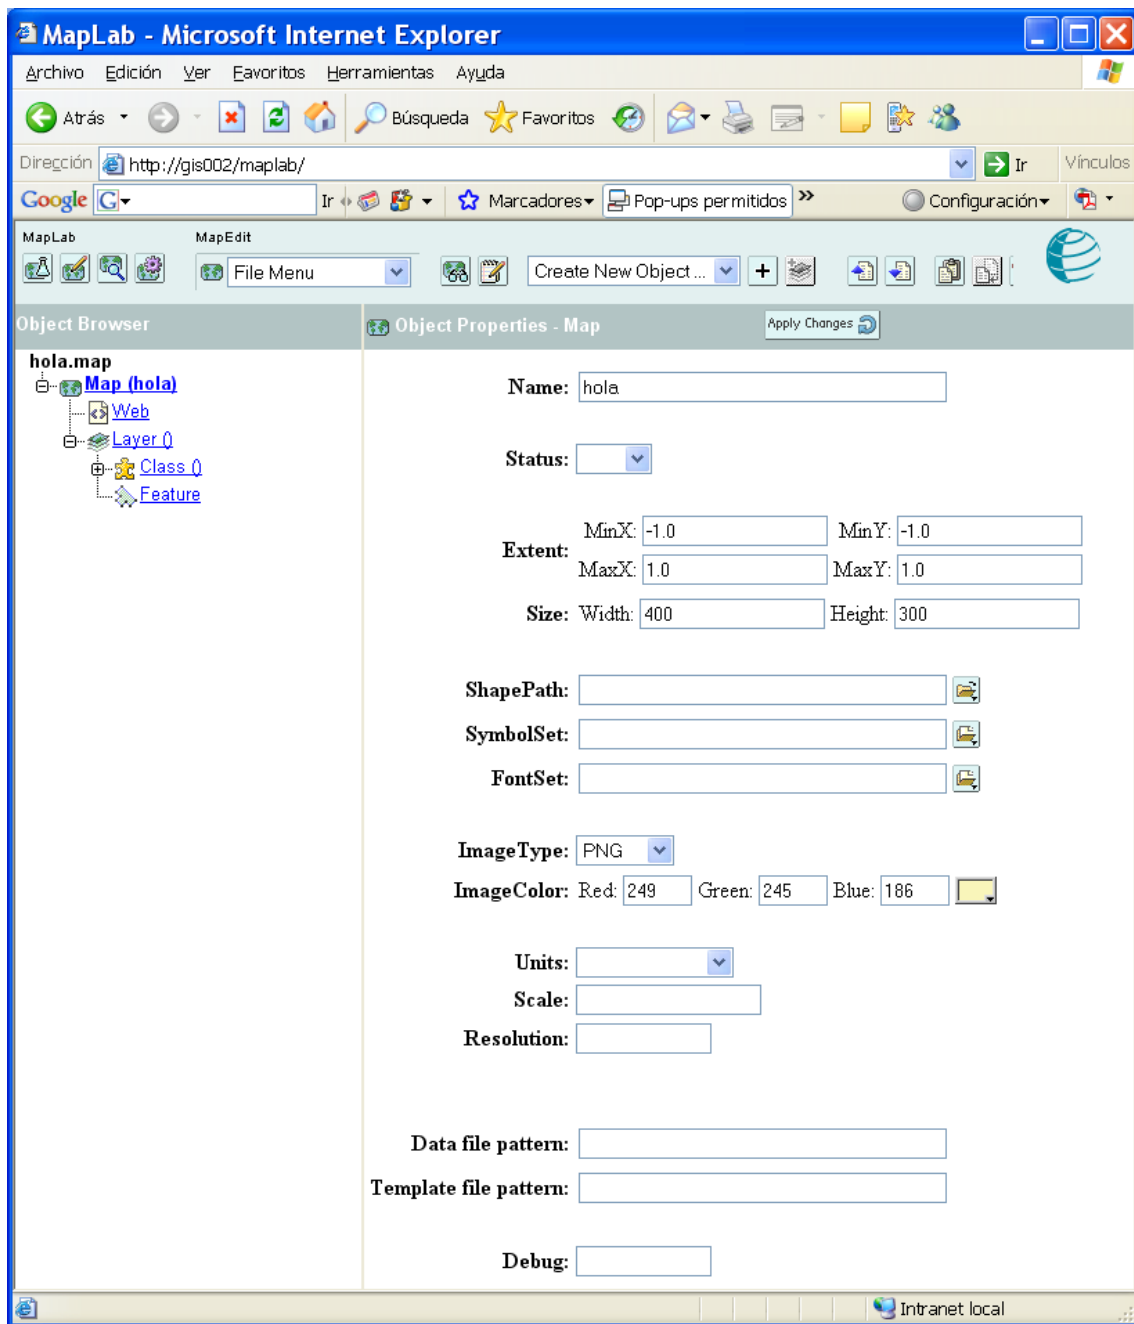 MapLab - Microsoft Internet Explorer
Archivo Edición Ver Favoritos Herramientas Ayuda
Atrás Búsqueda Favoritos
Dirección http://gis002/maplab/ Ir Vínculos
Google G Ir Marcadores Pop-ups permitidos » Configuración
MapLab MapEdit
File Menu Create New Object ... +
Object Browser Object Properties - Map Apply Changes
hola.map
Map (hola)
Web
Layer ()
Class ()
Feature
Name: hola
Status:
Extent: MinX: -1.0 MinY: -1.0
MaxX: 1.0 MaxY: 1.0
Size: Width: 400 Height: 300
ShapePath:
SymbolSet:
FontSet:
ImageType: PNG
ImageColor: Red: 249 Green: 245 Blue: 186
Units:
Scale:
Resolution:
Data file pattern:
Template file pattern:
Debug:
Intranet local